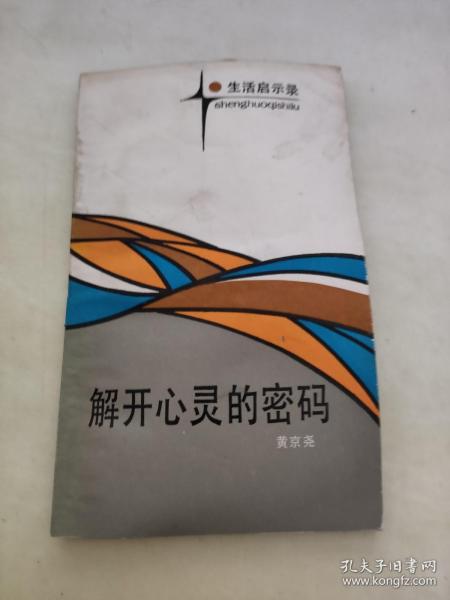 生活启示录
shenghuoqishilu
解开心灵的密码
黄京尧
孔夫子旧书网
www.kongfz.com